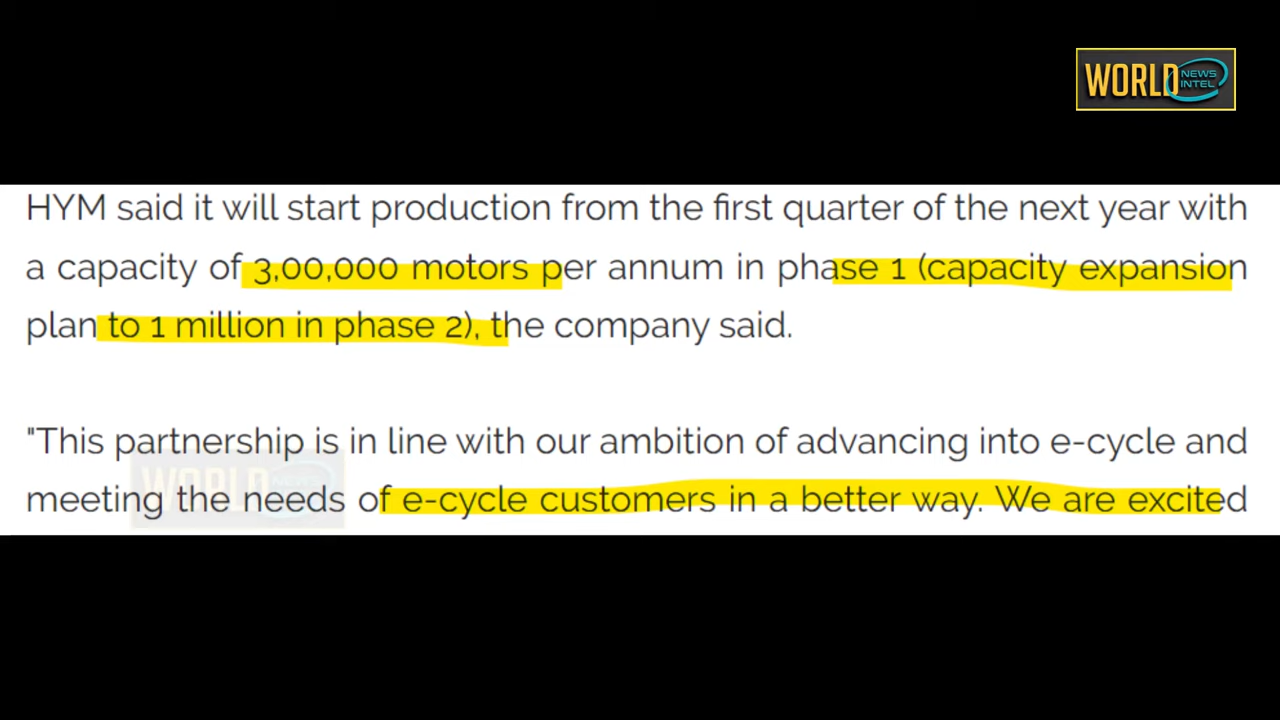 WORLD NEWS INTEL
HYM said it will start production from the first quarter of the next year with
a capacity of 3,00,000 motors per annum in phase 1 (capacity expansion
plan to 1 million in phase 2), the company said.
"This partnership is in line with our ambition of advancing into e-cycle and
meeting the needs of e-cycle customers in a better way. We are excited
WORLD NEWS